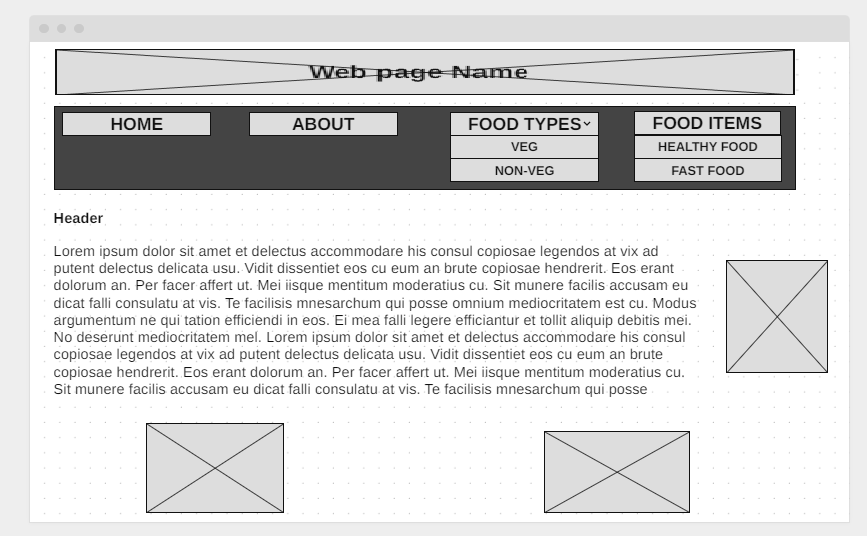 Web page Name
HOME ABOUT FOOD TYPES FOOD ITEMS
VEG HEALTHY FOOD
NON-VEG FAST FOOD
Header
Lorem ipsum dolor sit amet et delectus accommodare his consul copiosae legendos at vix ad
putent delectus delicata usu. Vidit dissentiet eos cu eum an brute copiosae hendrerit. Eos erant
dolorum an. Per facer affert ut. Mei iisque mentitum moderatius cu. Sit munere facilis accusam eu
dicat falli consulatu at vis. Te facilisis mnesarchum qui posse omnium mediocritatem est cu. Modus
argumentum ne qui tation efficiendi in eos. Ei mea falli legere efficiantur et tollit aliquip debitis mei.
No deserunt mediocritatem mel. Lorem ipsum dolor sit amet et delectus accommodare his consul
copiosae legendos at vix ad putent delectus delicata usu. Vidit dissentiet eos cu eum an brute
copiosae hendrerit. Eos erant dolorum an. Per facer affert ut. Mei iisque mentitum moderatius cu.
Sit munere facilis accusam eu dicat falli consulatu at vis. Te facilisis mnesarchum qui posse